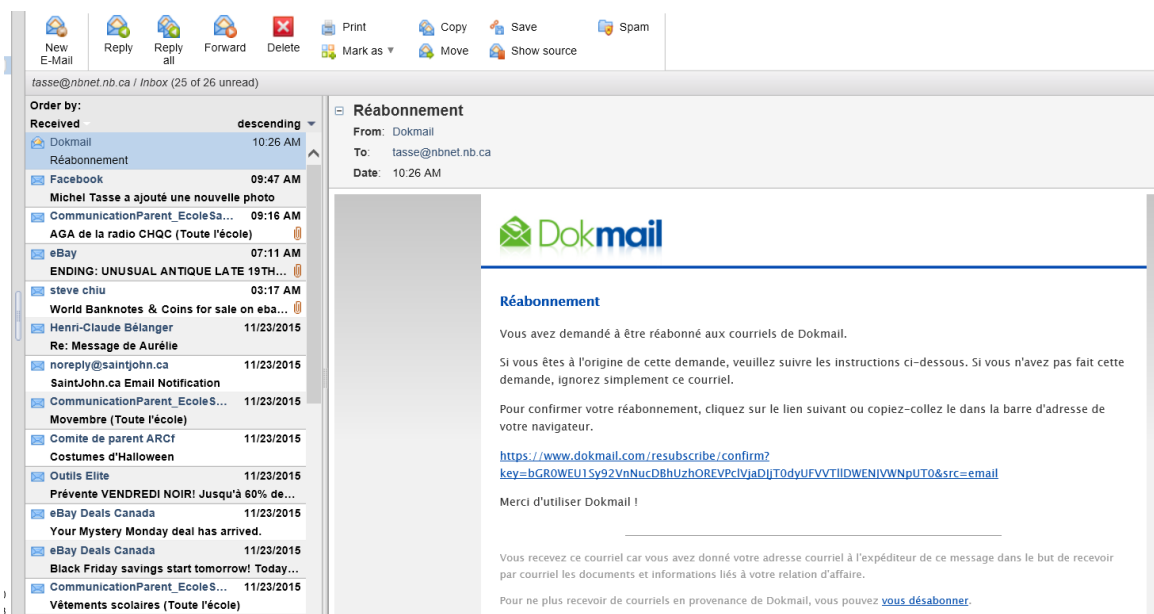 New E-Mail
Reply
Reply all
Forward
Delete
Print
Mark as
Copy
Move
Save
Show source
Spam
tasse@nbnet.nb.ca / Inbox (25 of 26 unread)
Order by:
Received descending
Dokmail 10:26 AM
Réabonnement
Facebook 09:47 AM
Michel Tasse a ajouté une nouvelle photo
CommunicationParent_EcoleSa... 09:16 AM
AGA de la radio CHQC (Toute l'école)
eBay 07:11 AM
ENDING: UNUSUAL ANTIQUE LATE 19TH...
steve chiu 03:17 AM
World Banknotes & Coins for sale on eba...
Henri-Claude Bélanger 11/23/2015
Re: Message de Aurélie
noreply@saintjohn.ca 11/23/2015
SaintJohn.ca Email Notification
CommunicationParent_EcoleS... 11/23/2015
Movembre (Toute l'école)
Comite de parent ARCf 11/23/2015
Costumes d'Halloween
Outils Elite 11/23/2015
Prévente VENDREDI NOIR! Jusqu'à 60% de...
eBay Deals Canada 11/23/2015
Your Mystery Monday deal has arrived.
eBay Deals Canada 11/23/2015
Black Friday savings start tomorrow! Today...
CommunicationParent_EcoleS... 11/23/2015
Vêtements scolaires (Toute l'école)
Réabonnement
From: Dokmail
To: tasse@nbnet.nb.ca
Date: 10:26 AM
Dokmail
Réabonnement
Vous avez demandé à être réabonné aux courriels de Dokmail.
Si vous êtes à l'origine de cette demande, veuillez suivre les instructions ci-dessous. Si vous n'avez pas fait cette
demande, ignorez simplement ce courriel.
Pour confirmer votre réabonnement, cliquez sur le lien suivant ou copiez-collez le dans la barre d'adresse de
votre navigateur.
https://www.dokmail.com/resubscribe/confirm?
key=bGR0WEU1Sy92VnNucDBhUzhOREVPclVjaDJjT0dyUFVVTllDWENJVWNpUT0&src=email
Merci d'utiliser Dokmail !
Vous recevez ce courriel car vous avez donné votre adresse courriel à l'expéditeur de ce message dans le but de recevoir
par courriel les documents et informations liés à votre relation d'affaire.
Pour ne plus recevoir de courriels en provenance de Dokmail, vous pouvez vous désabonner.